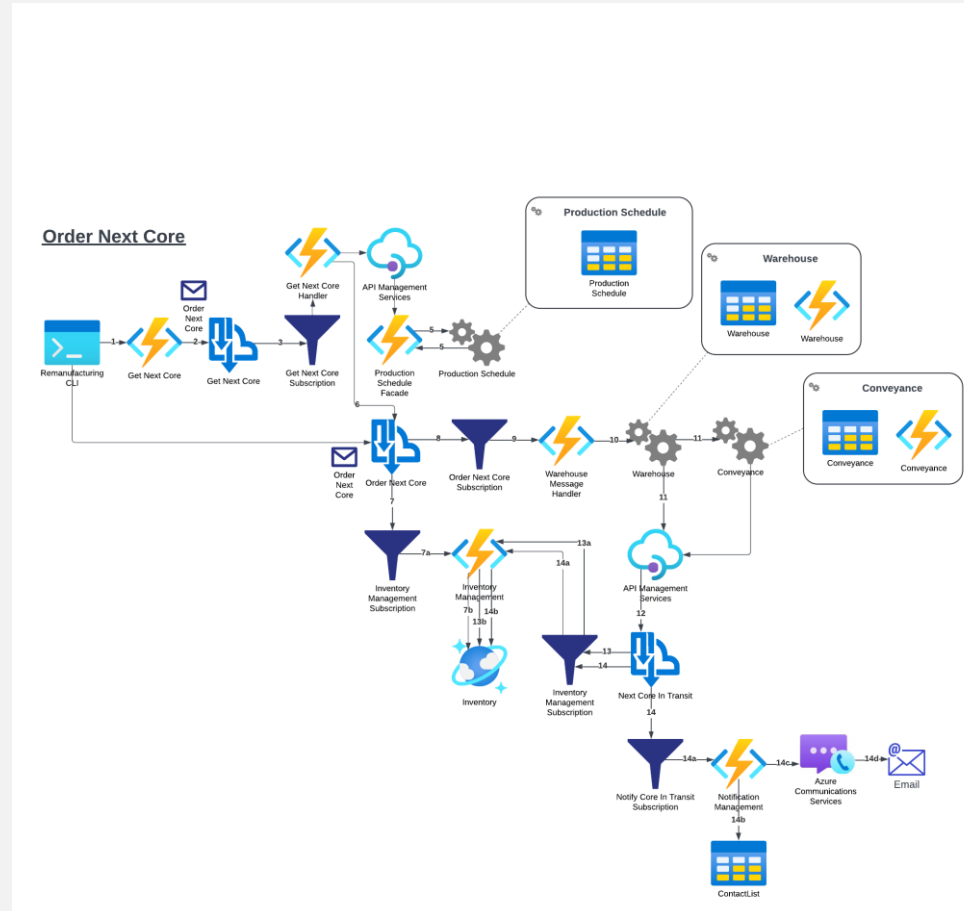 Production Schedule
Production
Schedule
Warehouse
Warehouse
Warehouse
Conveyance
Conveyance
Conveyance
Order Next Core
Get Next Core
Handler
API Management
Services
Order
Next
Core
1
2
3
5
5
Remanufacturing
CLI
Get Next Core
Get Next Core
Get Next Core
Subscription
Production
Schedule
Facade
Production Schedule
6
8
9
10
11
Order
Next
Core
Order Next Core
Order Next Core
Subscription
Warehouse
Message
Handler
Warehouse
Conveyance
7
11
7a
13a
14a
Inventory
Management
Subscription
Inventory
Management
API Management
Services
7b
13b
14b
12
13
14
Inventory
Inventory
Management
Subscription
Next Core In Transit
14
14a
14c
14d
Notify Core In Transit
Subscription
Notification
Management
Azure
Communications
Services
@
Email
14b
ContactList